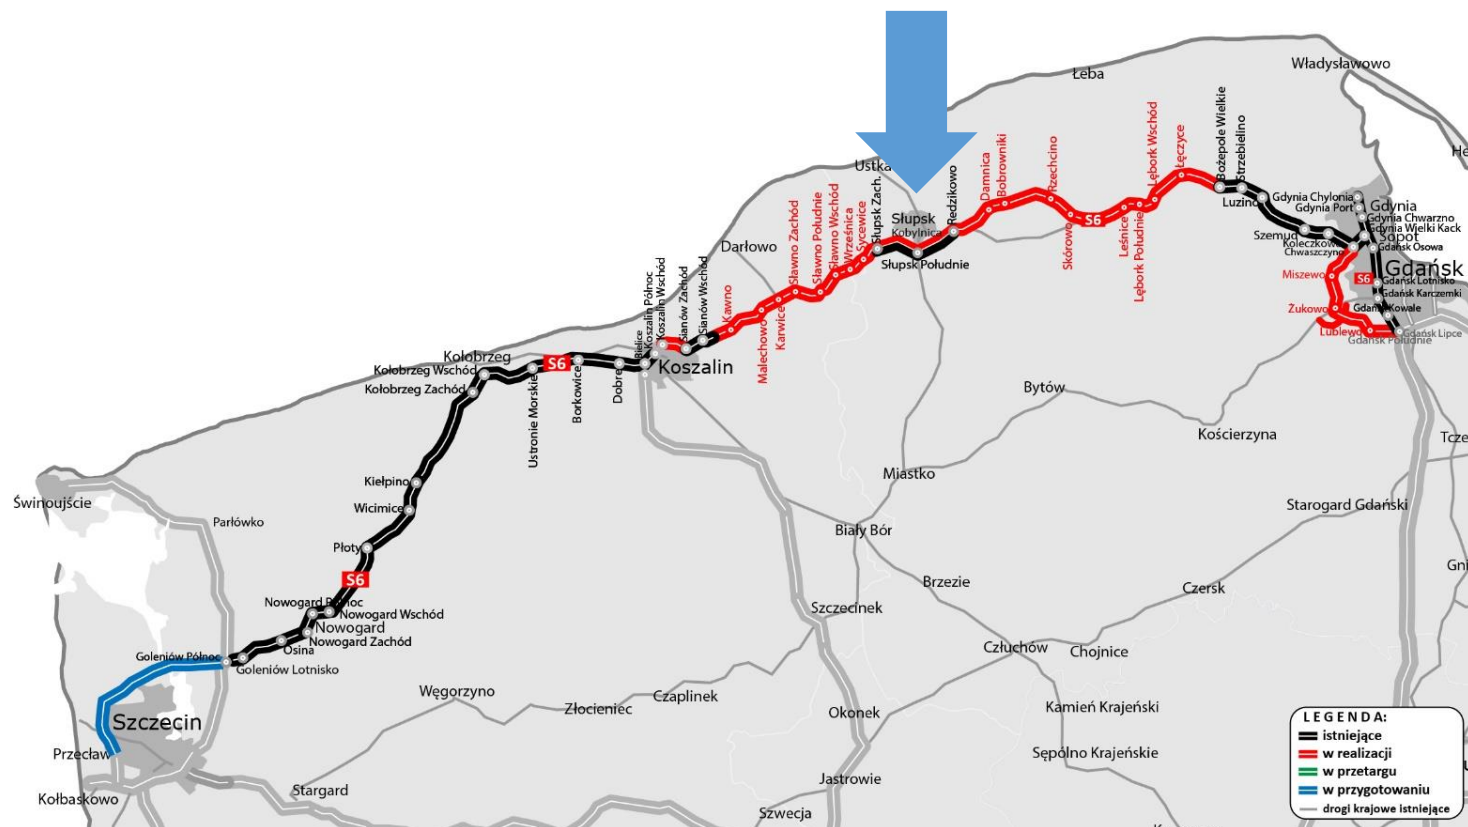 Władysławowo
Łeba
He
Ustka
Słupsk Zach.
Słupsk
Kobylnica
Redzikowo
Słupsk Południe
Damnica
Bobrowniki
Rzechcino
Skórowo
S6
Leśnice
Lębork Południe
Lębork Wschód
Łęczyce
Bożepole Wielkie
Strzebielino
Luzino
Szemud
Koleczkowo
Chwaszczyno
Gdynia Chylonia
Gdynia Port
Gdynia
Gdynia Chwarzno
Gdynia Wielki Kack
Sopot
Gdańsk Osowa
Gdańsk
S6
Gdańsk Lotnisko
Gdańsk Karczemki
Gdańsk Kowale
Gdańsk Lipce
Gdańsk Południe
Miszewo
Żukowo
Lublewo
Darłowo
Sycewice
Wrześnica
Sławno Wschód
Sławno Południe
Sławno Zachód
Karwice
Malechowo
Kawno
Sianów Wschód
Sianów Zachód
Koszalin Wschód
Koszalin Północ
Bielice
Koszalin
Dobre
Borkowice
S6
Ustronie Morskie
Kołobrzeg
Kołobrzeg Wschód
Kołobrzeg Zachód
Bytów
Kościerzyna
Tcze
Miastko
Kiełpino
Wicimice
Świnoujście
Parłówko
Płoty
Starogard Gdański
Biały Bór
Gni
S6
Brzezie
Czersk
Nowogard Północ
Nowogard Wschód
Nowogard
Nowogard Zachód
Osina
Szczecinek
Goleniów Północ
Goleniów Lotnisko
Człuchów
Chojnice
Węgorzyno
Czaplinek
Złocieniec
Okonek
Kamień Krajeński
Szczecin
Przecław
Sępólno Krajeńskie
Kołbaskowo
Stargard
Jastrowie
Szwecja
LEGENDA:
istniejące
w realizacji
w przetargu
w przygotowaniu
drogi krajowe istniejące